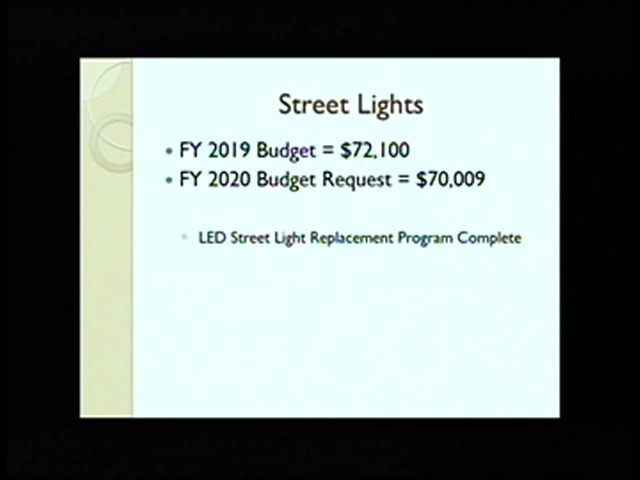 Street Lights
• FY 2019 Budget = $72,100
• FY 2020 Budget Request = $70,009
• LED Street Light Replacement Program Complete